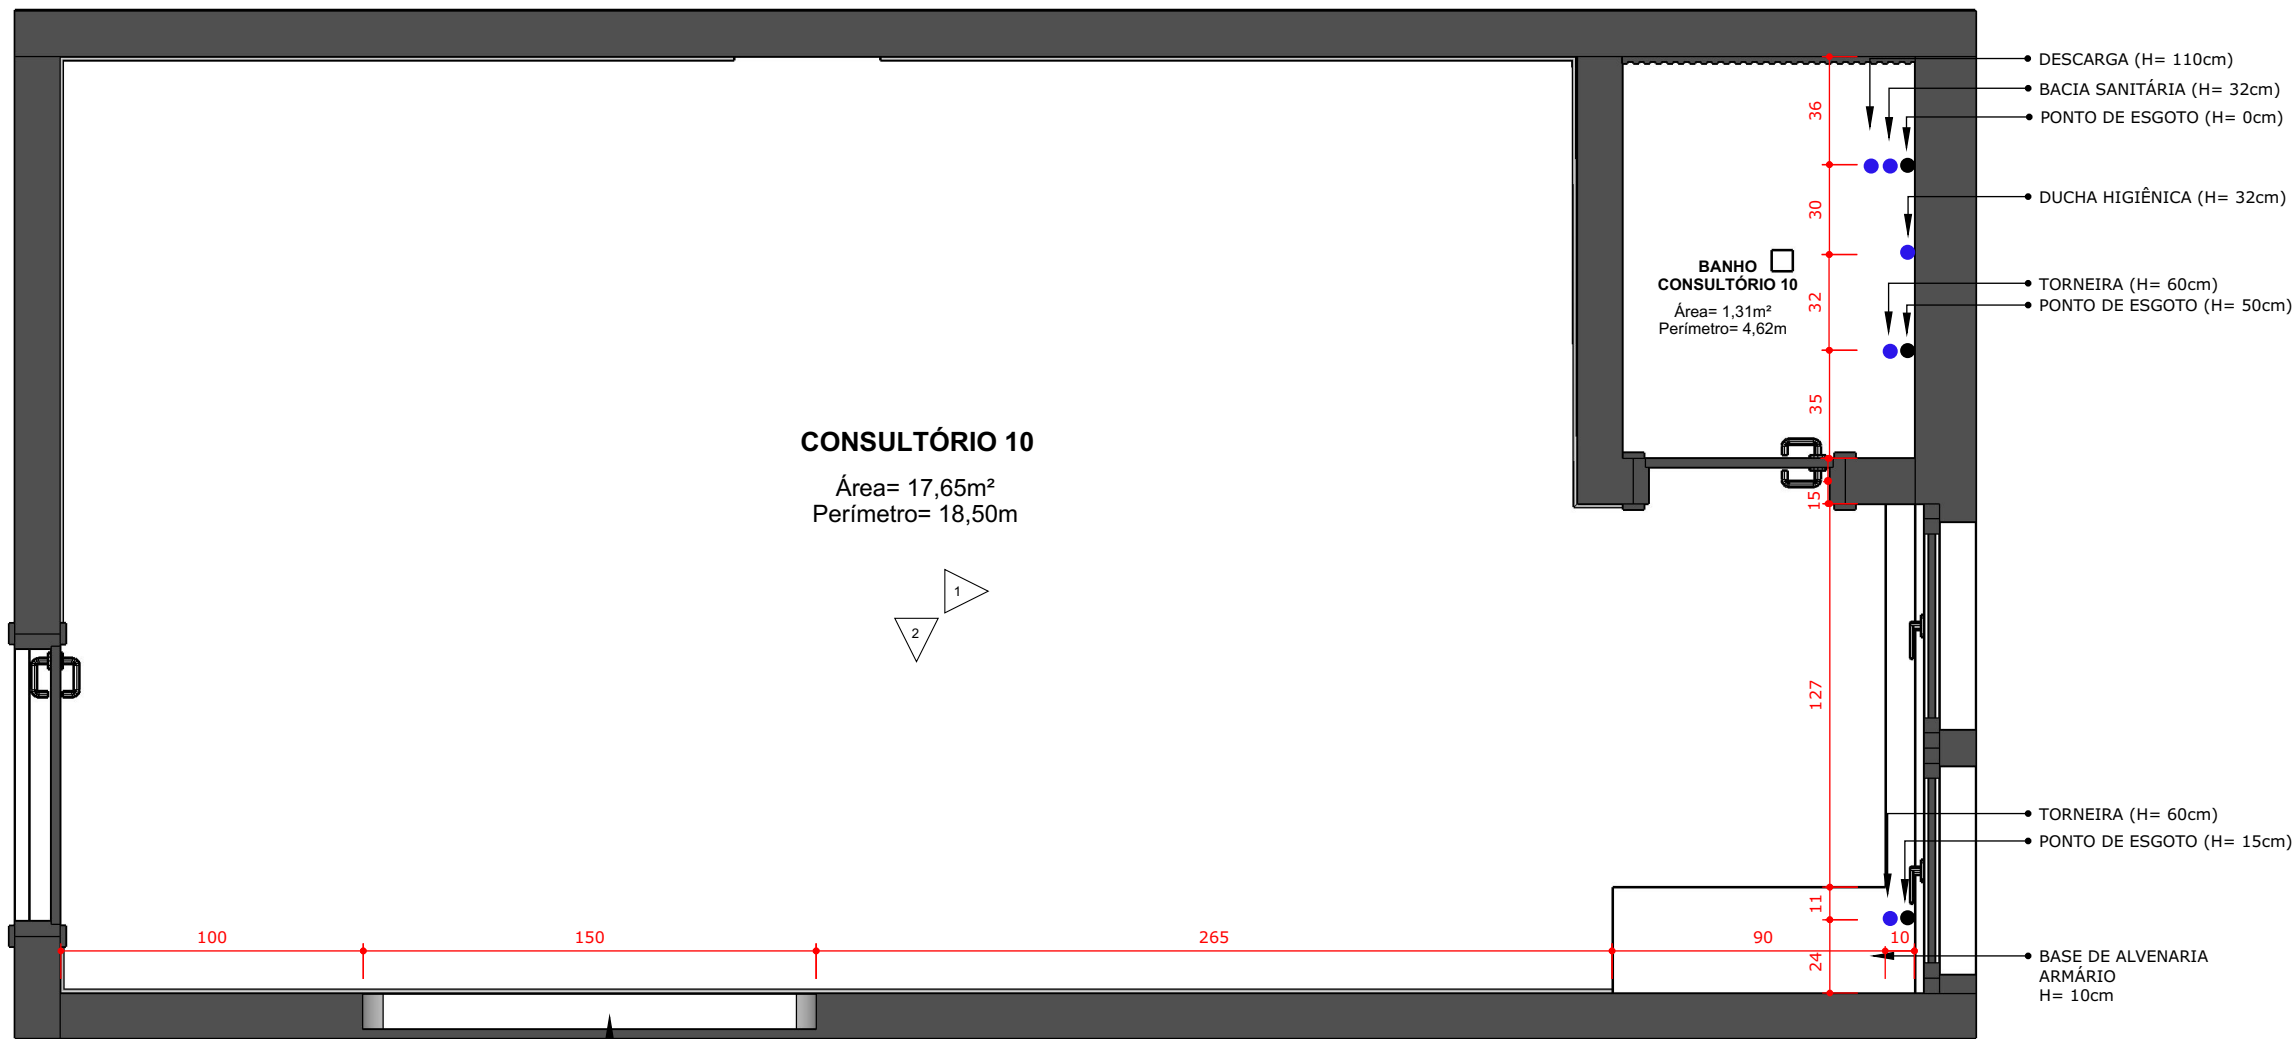 DESCARGA (H= 110cm)
BACIA SANITÁRIA (H= 32cm)
PONTO DE ESGOTO (H= 0cm)
36
DUCHA HIGIÊNICA (H= 32cm)
30
BANHO
CONSULTÓRIO 10
Área= 1,31m²
Perímetro= 4,62m
TORNEIRA (H= 60cm)
PONTO DE ESGOTO (H= 50cm)
32
35
CONSULTÓRIO 10
Área= 17,65m²
Perímetro= 18,50m
15
1
2
127
TORNEIRA (H= 60cm)
PONTO DE ESGOTO (H= 15cm)
11
100
150
265
90
10
24
BASE DE ALVENARIA
ARMÁRIO
H= 10cm